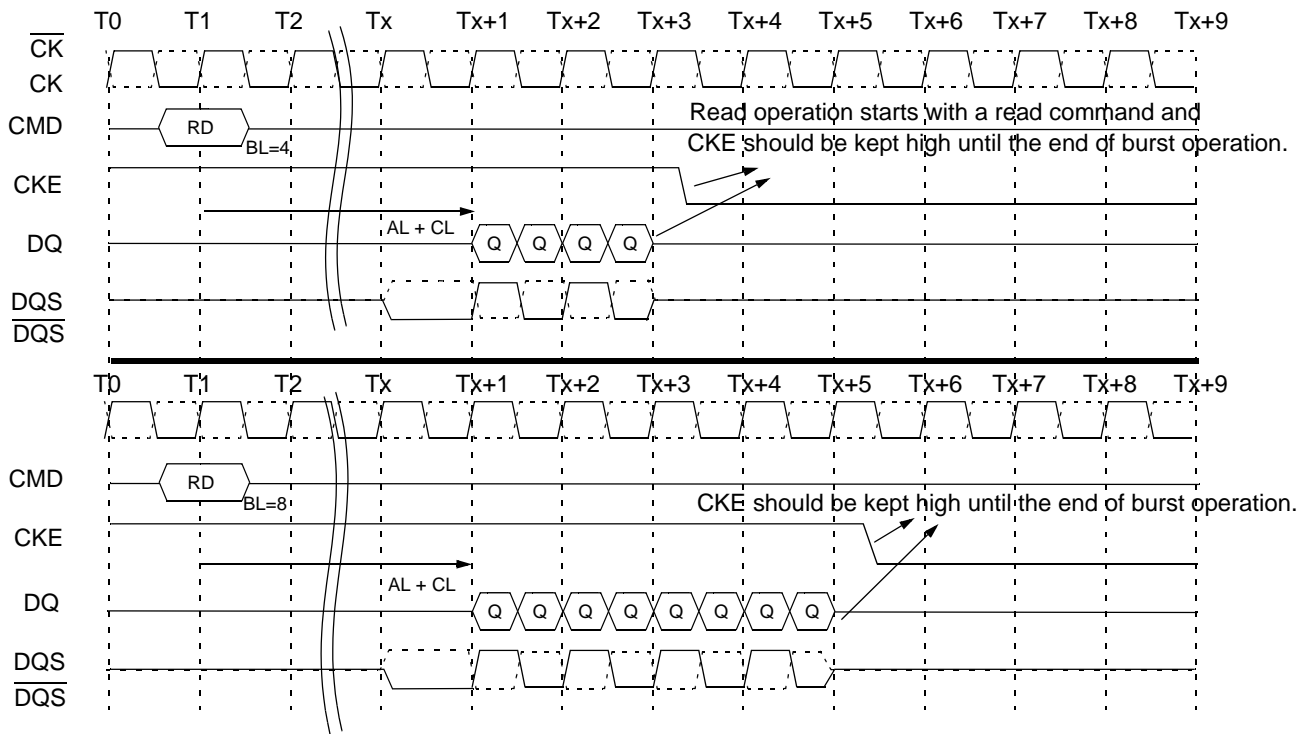 T0 T1 T2 Tx Tx+1 Tx+2 Tx+3 Tx+4 Tx+5 Tx+6 Tx+7 Tx+8 Tx+9
CK
CK
Read operation starts with a read command and
CMD RD
BL=4 CKE should be kept high until the end of burst operation.
CKE
AL + CL
DQ Q Q Q Q
DQS
DQS
T0 T1 T2 Tx Tx+1 Tx+2 Tx+3 Tx+4 Tx+5 Tx+6 Tx+7 Tx+8 Tx+9
CMD RD
BL=8 CKE should be kept high until the end of burst operation.
CKE
AL + CL
DQ Q Q Q Q Q Q Q Q
DQS
DQS